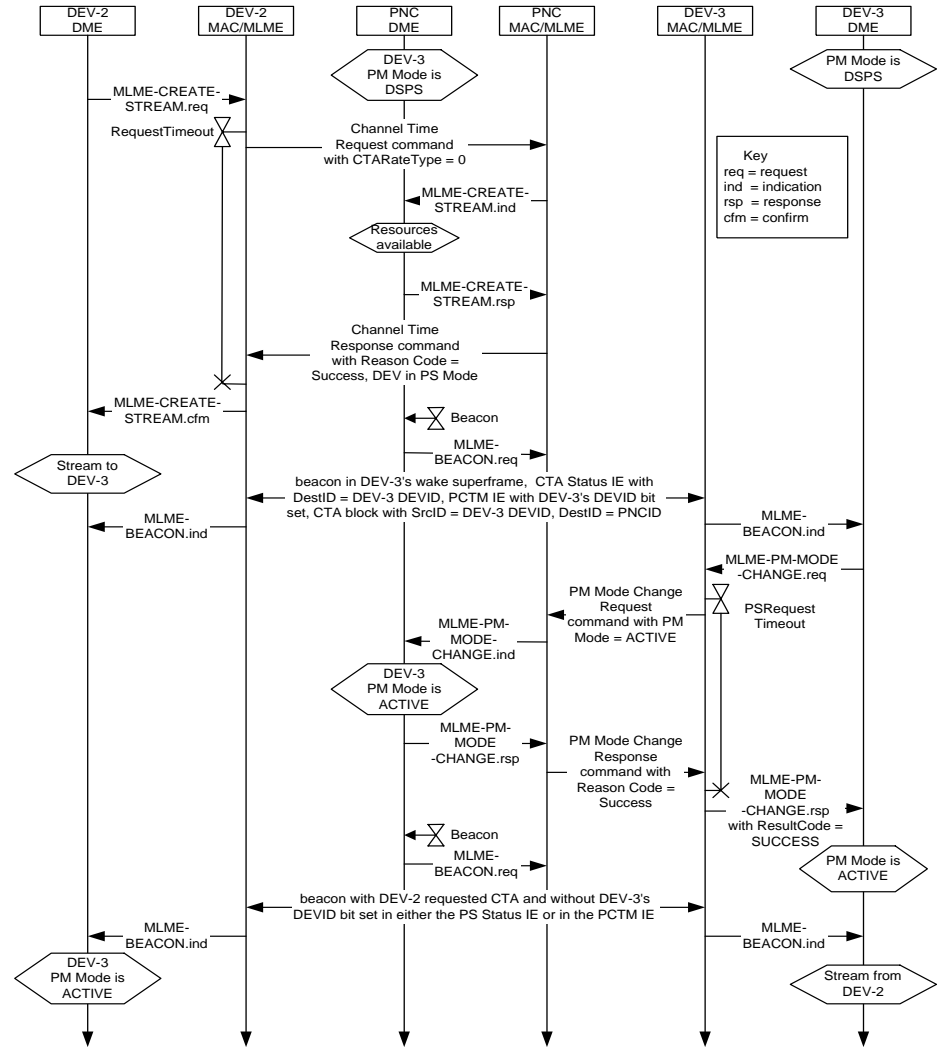 DEV-2
DME
DEV-2
MAC/MLME
PNC
DME
PNC
MAC/MLME
DEV-3
MAC/MLME
DEV-3
DME
DEV-3
PM Mode is
DSPS
PM Mode is
DSPS
MLME-CREATE-
STREAM.req
RequestTimeout
Channel Time
Request command
with CTARateType = 0
Key
req = request
ind = indication
rsp = response
cfm = confirm
MLME-CREATE-
STREAM.ind
Resources
available
MLME-CREATE-
STREAM.rsp
Channel Time
Response command
with Reason Code =
Success, DEV in PS Mode
MLME-CREATE-
STREAM.cfm
Beacon
MLME-
BEACON.req
Stream to
DEV-3
beacon in DEV-3's wake superframe, CTA Status IE with
DestID = DEV-3 DEVID, PCTM IE with DEV-3's DEVID bit
set, CTA block with SrcID = DEV-3 DEVID, DestID = PNCID
MLME-
BEACON.ind
MLME-
BEACON.ind
MLME-PM-MODE
-CHANGE.req
PM Mode Change
Request
command with PM
Mode = ACTIVE
PSRequest
Timeout
MLME-PM-
MODE-
CHANGE.ind
DEV-3
PM Mode is
ACTIVE
MLME-PM-
MODE
-CHANGE.rsp
PM Mode Change
Response
command with
Reason Code =
Success
MLME-PM-
MODE
-CHANGE.rsp
with ResultCode =
SUCCESS
Beacon
MLME-
BEACON.req
PM Mode is
ACTIVE
beacon with DEV-2 requested CTA and without DEV-3's
DEVID bit set in either the PS Status IE or in the PCTM IE
MLME-
BEACON.ind
MLME-
BEACON.ind
DEV-3
PM Mode is
ACTIVE
Stream from
DEV-2